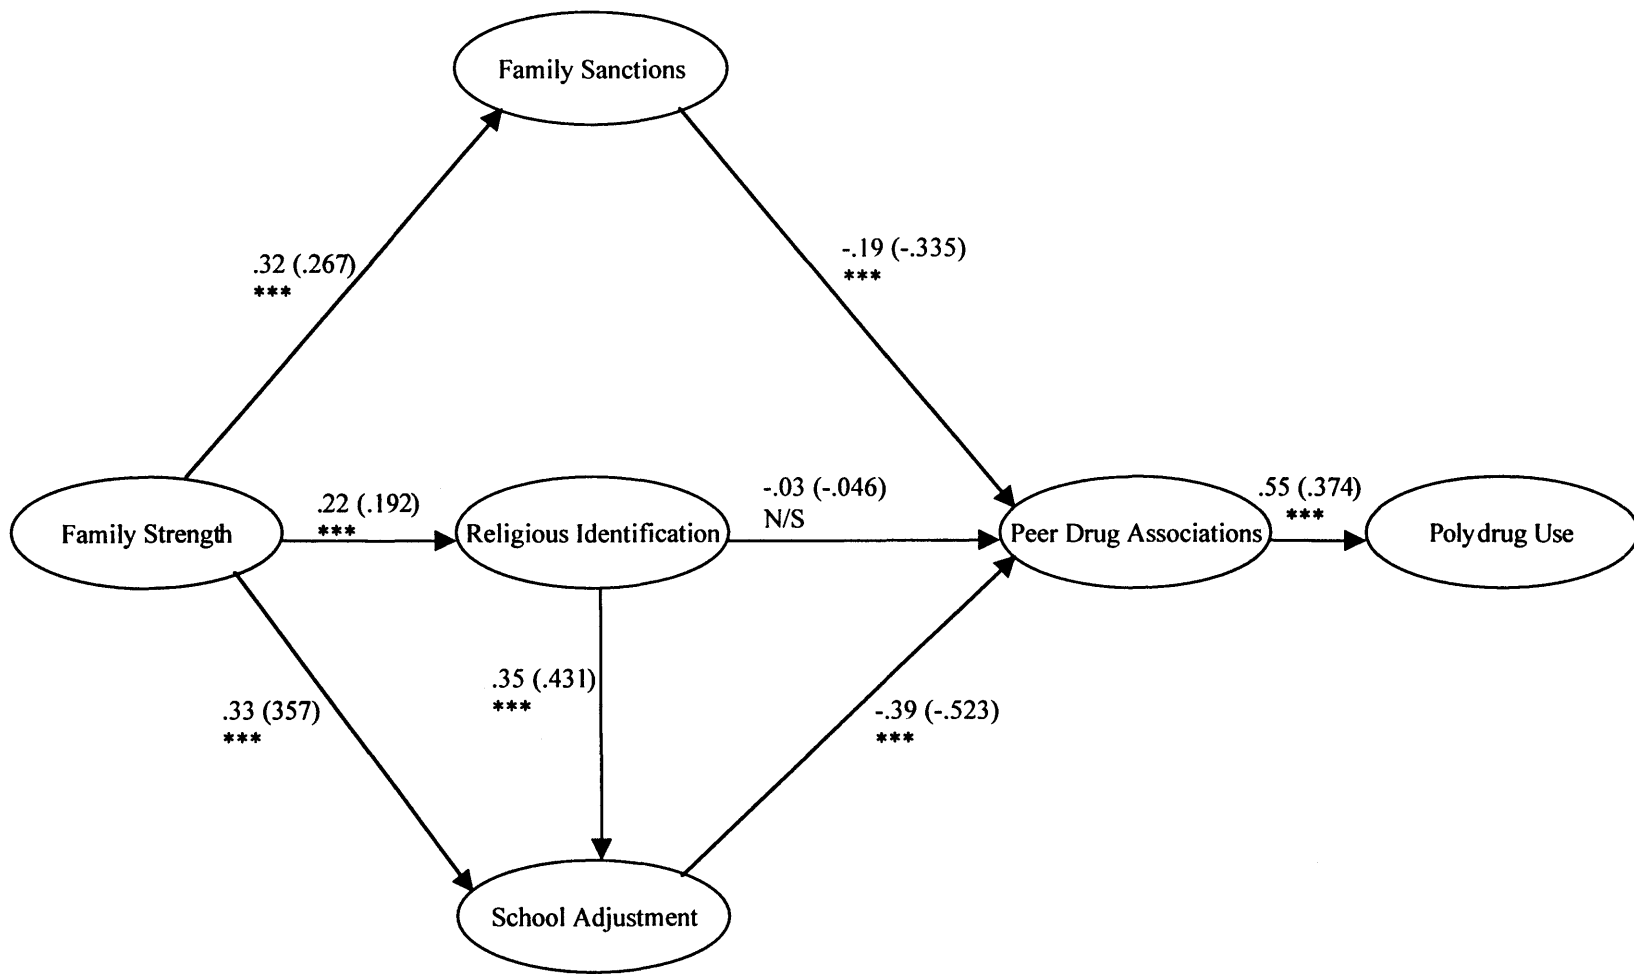 Family Sanctions
-.19 (-.335)
***
.32 (.267)
***
Family Strength
.22 (.192)
***
Religious Identification
-.03 (-.046)
N/S
Peer Drug Associations
.55 (.374)
***
Polydrug Use
.35 (.431)
***
.33 (357)
***
-.39 (-.523)
***
School Adjustment